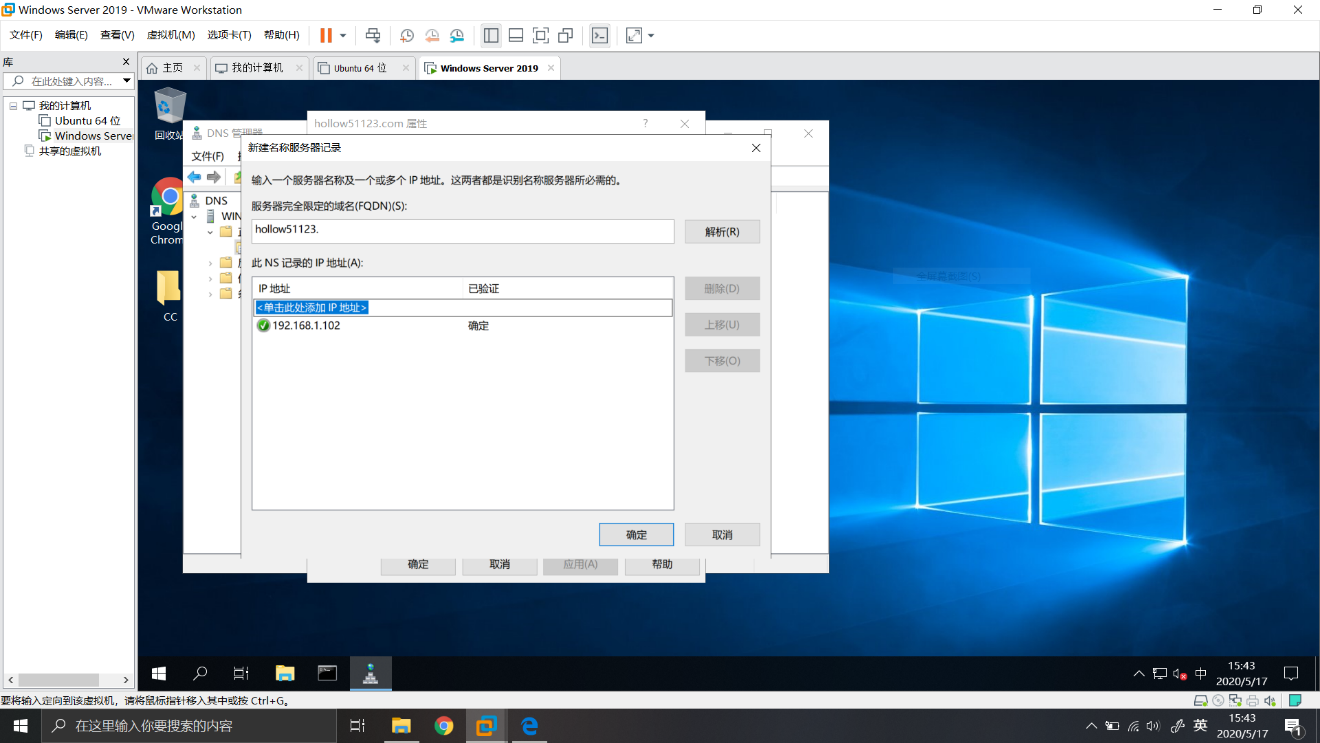 Windows Server 2019 - VMware Workstation
文件(F) 编辑(E) 查看(V) 虚拟机(M) 选项卡(T) 帮助(H)
库
在此处键入内容...
主页
我的计算机
Ubuntu 64 位
Windows Server 2019
我的计算机
Ubuntu 64 位
Windows Serve
共享的虚拟机
回收站
Googl
Chrom
CC
DNS 管理器
文件(F)
DNS
WIN
hollow51123.com 属性
?
新建名称服务器记录
输入一个服务器名称及一个或多个 IP 地址。这两者都是识别名称服务器所必需的。
服务器完全限定的域名(FQDN)(S):
hollow51123.
解析(R)
此 NS 记录的 IP 地址(A):
IP 地址 已验证
<单击此处添加 IP 地址>
192.168.1.102 确定
删除(D)
上移(U)
下移(O)
确定 取消
确定 取消 应用(A) 帮助
中
15:43
2020/5/17
要将输入定向到该虚拟机，请将鼠标指针移入其中或按 Ctrl+G。
在这里输入你要搜索的内容
英
15:43
2020/5/17
1